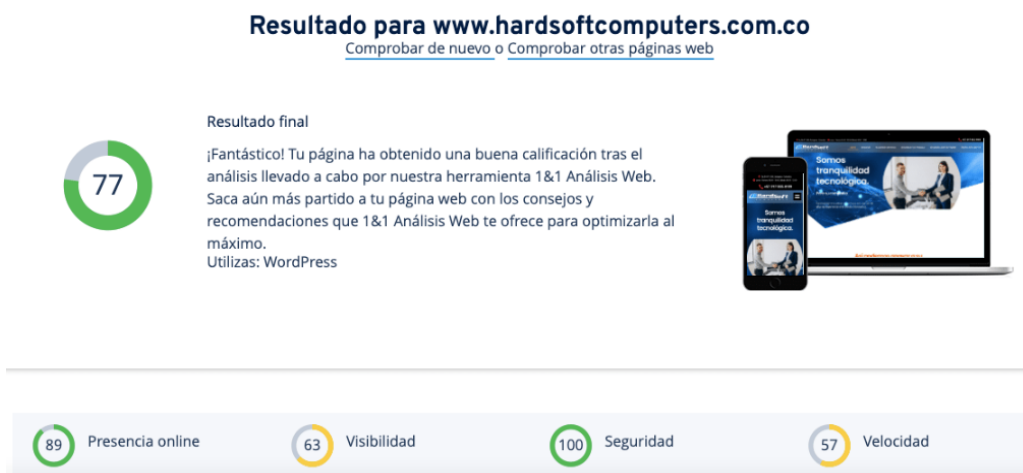 Resultado para www.hardsoftcomputers.com.co
Comprobar de nuevo o Comprobar otras páginas web
Resultado final
77
¡Fantástico! Tu página ha obtenido una buena calificación tras el
análisis llevado a cabo por nuestra herramienta 1&1 Análisis Web.
Saca aún más partido a tu página web con los consejos y
recomendaciones que 1&1 Análisis Web te ofrece para optimizarla al
máximo.
Utilizas: WordPress
Somos
tranquilidad
tecnológica.
Somos
tranquilidad
tecnológica.
89 Presencia online
63 Visibilidad
100 Seguridad
57 Velocidad